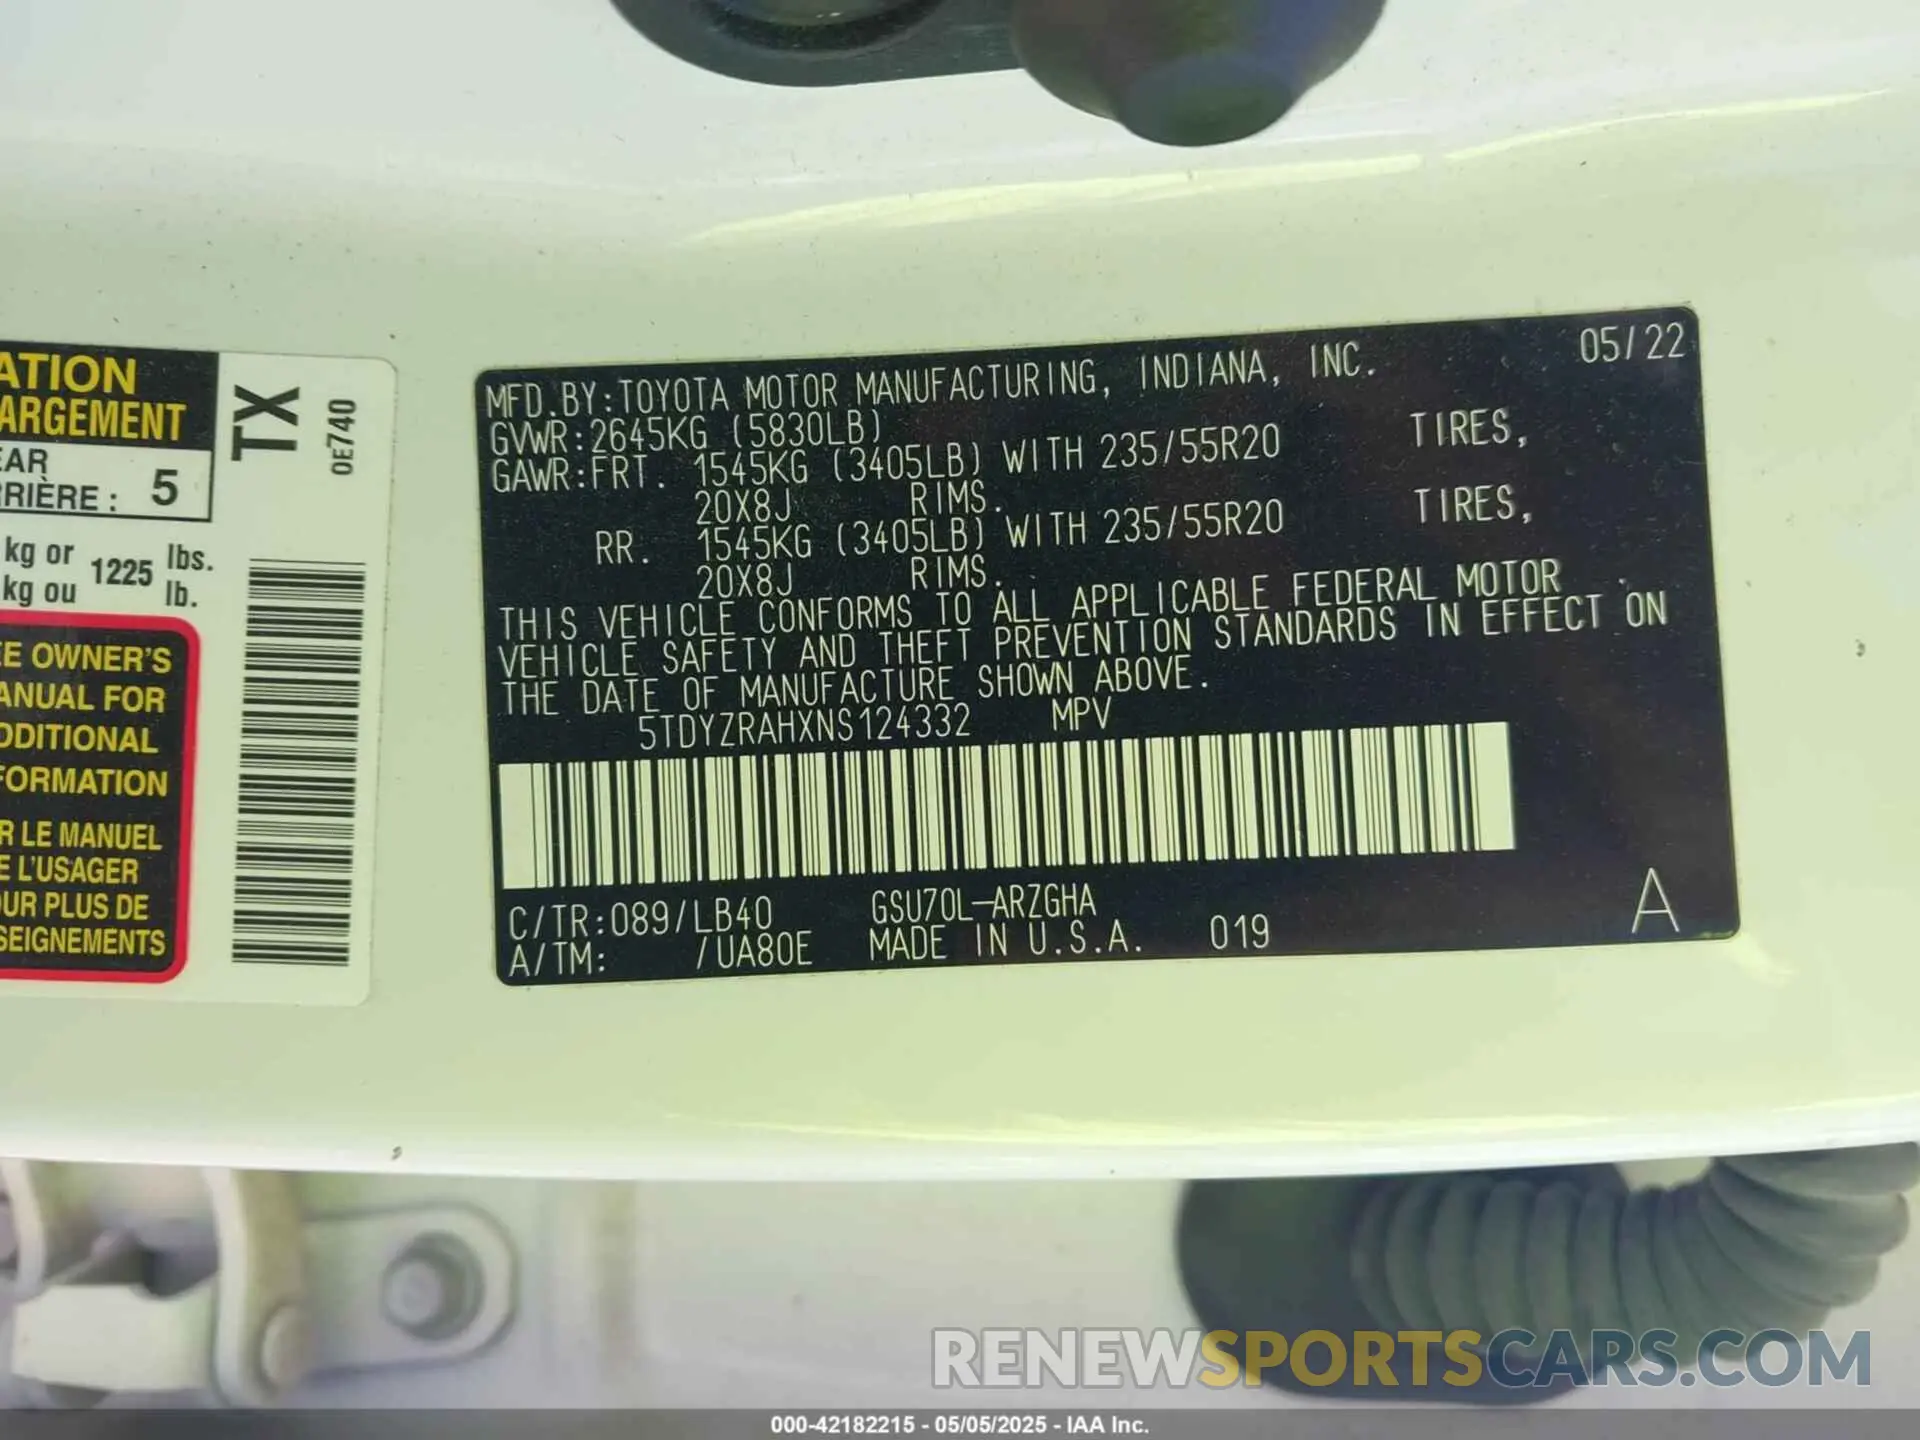 ATION
ARGEMENT
EAR
RRIÈRE : 5
kg or 1225 lbs.
kg ou lb.
EE OWNER'S
ANUAL FOR
DDITIONAL
FORMATION
R LE MANUEL
E L'USAGER
OUR PLUS DE
SEIGNEMENTS
TX
0E740
MFD.BY:TOYOTA MOTOR MANUFACTURING, INDIANA, INC. 05/22
GVWR:2645KG (5830LB)
GAWR:FRT. 1545KG (3405LB) WITH 235/55R20 TIRES,
20X8J RIMS.
RR. 1545KG (3405LB) WITH 235/55R20 TIRES,
20X8J RIMS.
THIS VEHICLE CONFORMS TO ALL APPLICABLE FEDERAL MOTOR
VEHICLE SAFETY AND THEFT PREVENTION STANDARDS IN EFFECT ON
THE DATE OF MANUFACTURE SHOWN ABOVE.
5TDYZRAHXNS124332 MPV
C/TR:089/LB40 GSU70L-ARZGHA
A/TM: /UA80E MADE IN U.S.A. 019 A
RENEWSPORTSCARS.COM
000-42182215 - 05/05/2025 - IAA Inc.